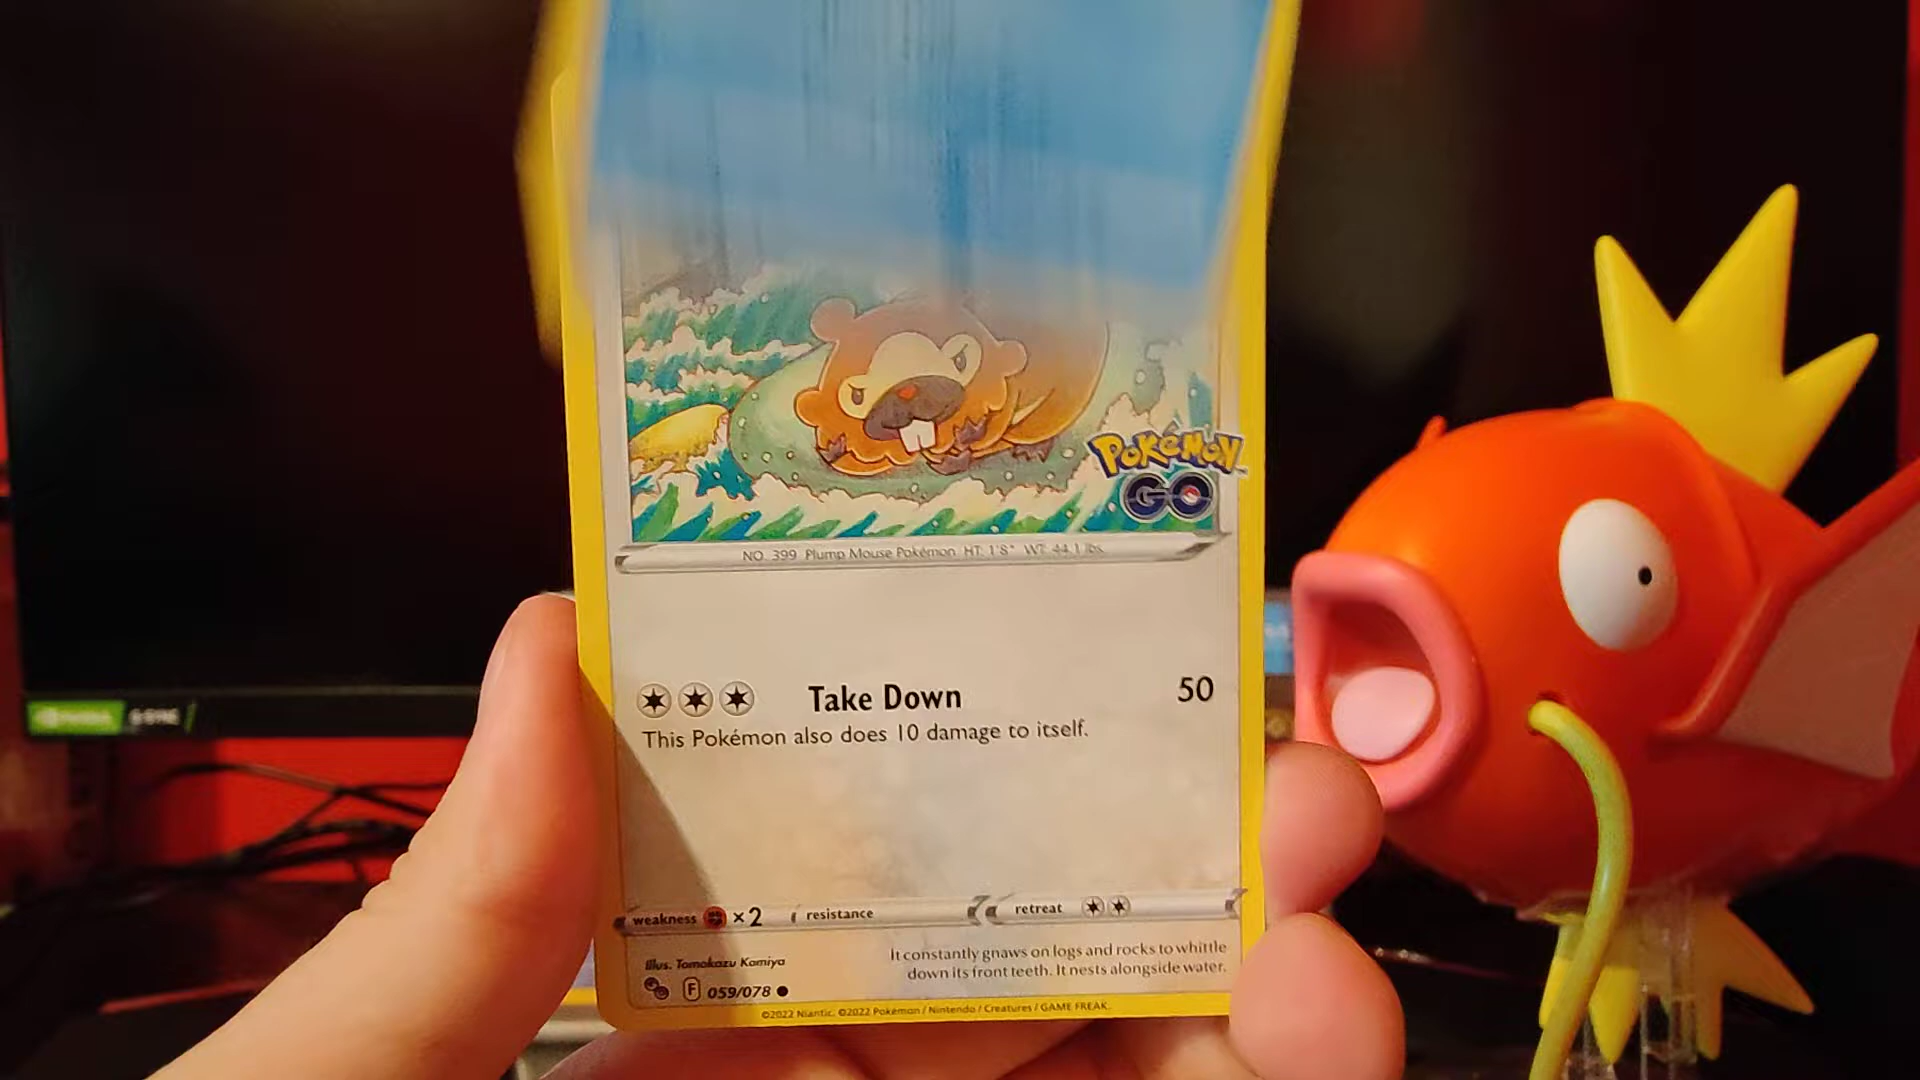 POKÉMON
GO
NO. 399 Plump Mouse Pokémon HT: 1'8" WT: 44.1 lbs.
Take Down 50
This Pokémon also does 10 damage to itself.
weakness ×2 resistance retreat
Illus. Tomokazu Komiya
It constantly gnaws on logs and rocks to whittle
down its front teeth. It nests alongside water.
F 059/078
©2022 Niantic. ©2022 Pokémon / Nintendo / Creatures / GAME FREAK.
NVIDIA G-SYNC